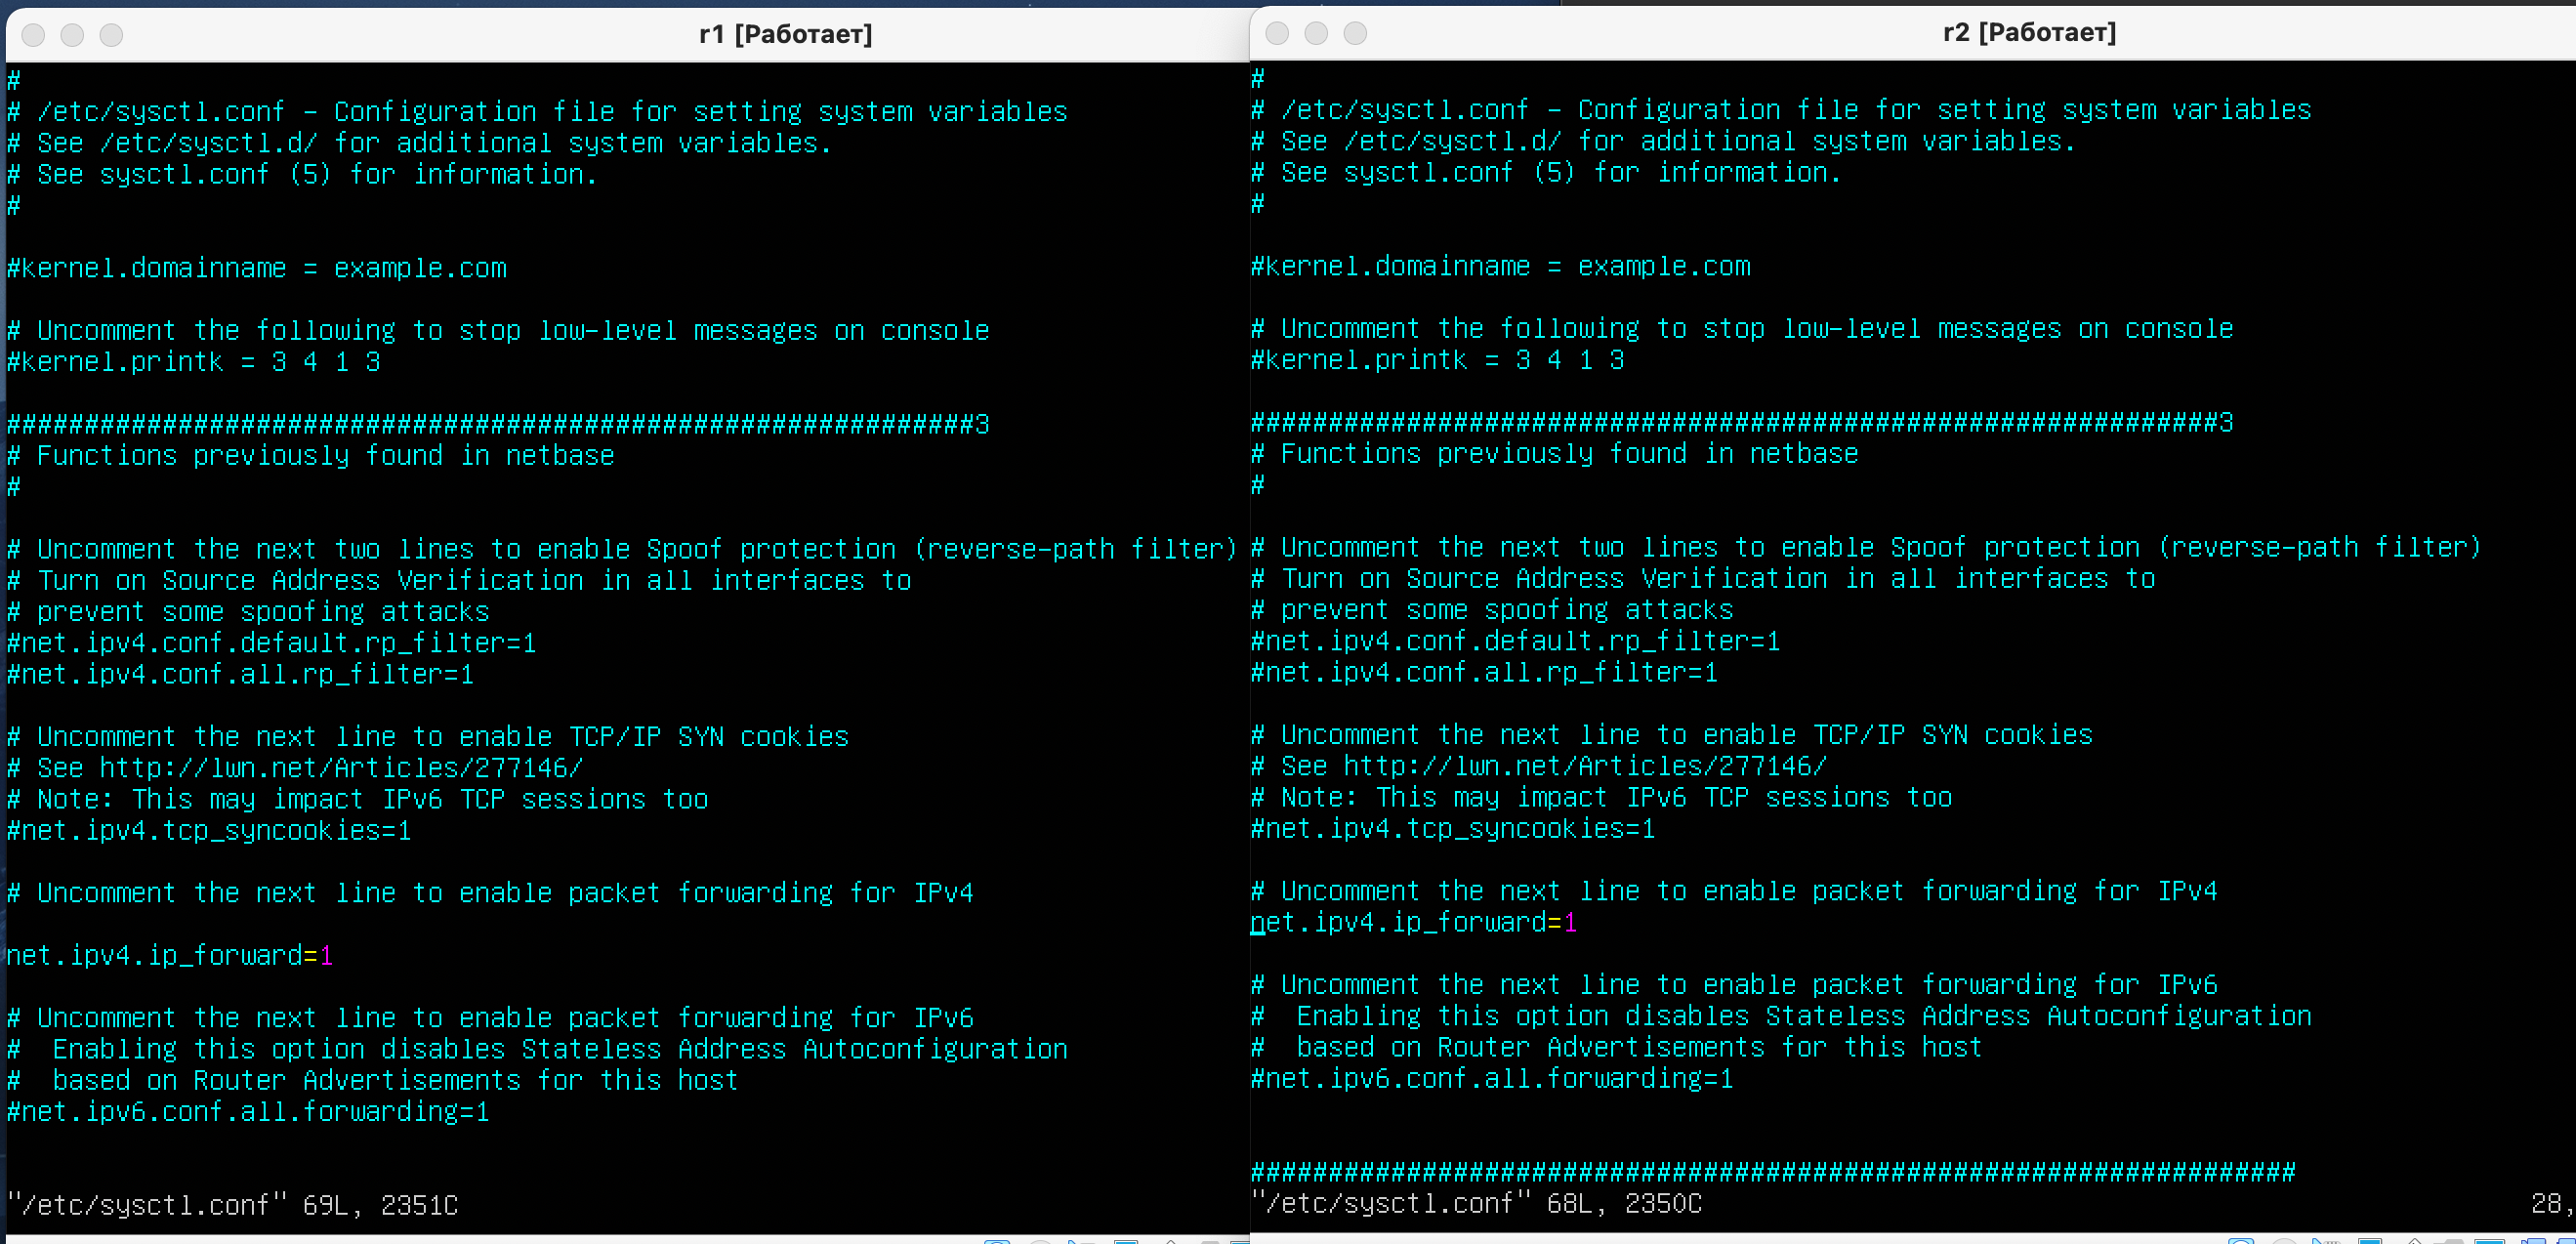 r1 [Работает]
#
# /etc/sysctl.conf – Configuration file for setting system variables
# See /etc/sysctl.d/ for additional system variables.
# See sysctl.conf (5) for information.
#
#kernel.domainname = example.com
# Uncomment the following to stop low-level messages on console
#kernel.printk = 3 4 1 3
##############################################################3
# Functions previously found in netbase
#
# Uncomment the next two lines to enable Spoof protection (reverse-path filter)
# Turn on Source Address Verification in all interfaces to
# prevent some spoofing attacks
#net.ipv4.conf.default.rp_filter=1
#net.ipv4.conf.all.rp_filter=1
# Uncomment the next line to enable TCP/IP SYN cookies
# See http://lwn.net/Articles/277146/
# Note: This may impact IPv6 TCP sessions too
#net.ipv4.tcp_syncookies=1
# Uncomment the next line to enable packet forwarding for IPv4
net.ipv4.ip_forward=1
# Uncomment the next line to enable packet forwarding for IPv6
#  Enabling this option disables Stateless Address Autoconfiguration
#  based on Router Advertisements for this host
#net.ipv6.conf.all.forwarding=1
"/etc/sysctl.conf" 69L, 2351C
r2 [Работает]
#
# /etc/sysctl.conf – Configuration file for setting system variables
# See /etc/sysctl.d/ for additional system variables.
# See sysctl.conf (5) for information.
#
#kernel.domainname = example.com
# Uncomment the following to stop low-level messages on console
#kernel.printk = 3 4 1 3
##############################################################3
# Functions previously found in netbase
#
# Uncomment the next two lines to enable Spoof protection (reverse-path filter)
# Turn on Source Address Verification in all interfaces to
# prevent some spoofing attacks
#net.ipv4.conf.default.rp_filter=1
#net.ipv4.conf.all.rp_filter=1
# Uncomment the next line to enable TCP/IP SYN cookies
# See http://lwn.net/Articles/277146/
# Note: This may impact IPv6 TCP sessions too
#net.ipv4.tcp_syncookies=1
# Uncomment the next line to enable packet forwarding for IPv4
net.ipv4.ip_forward=1
# Uncomment the next line to enable packet forwarding for IPv6
#  Enabling this option disables Stateless Address Autoconfiguration
#  based on Router Advertisements for this host
#net.ipv6.conf.all.forwarding=1
###################################################################
"/etc/sysctl.conf" 68L, 2350C 28,